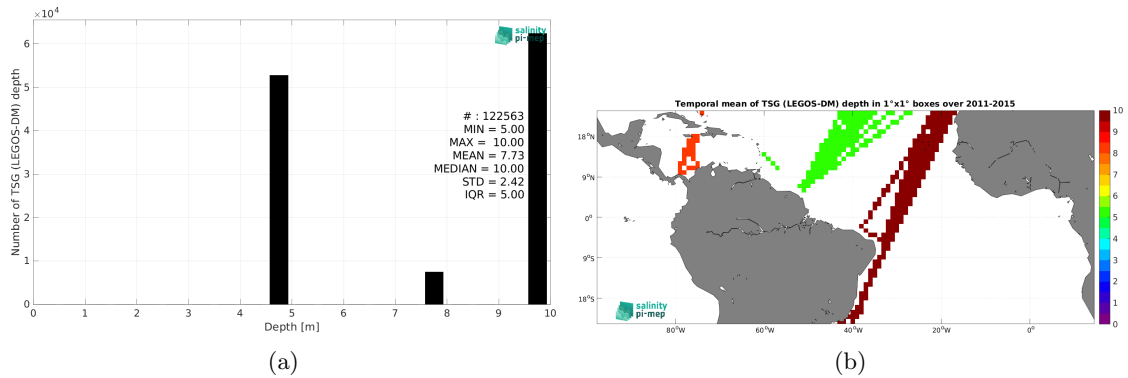 ×10⁴
6
5
4
3
2
1
0
Number of TSG (LEGOS-DM) depth
salinity
pi-mep
# : 122563
MIN = 5.00
MAX = 10.00
MEAN = 7.73
MEDIAN = 10.00
STD = 2.42
IQR = 5.00
0 1 2 3 4 5 6 7 8 9 10
Depth [m]
(a)
Temporal mean of TSG (LEGOS-DM) depth in 1°x1° boxes over 2011-2015
18°N
9°N
0°
9°S
18°S
salinity
pi-mep
80°W 60°W 40°W 20°W 0°
10
9
8
7
6
5
4
3
2
1
0
(b)